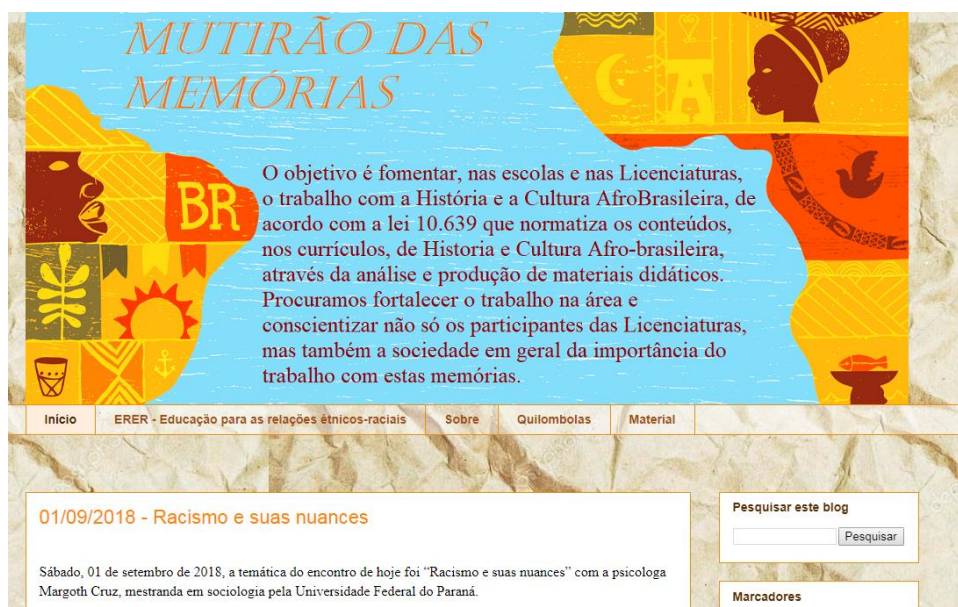 MUTIRÃO DAS
MEMÓRIAS
BR
O objetivo é fomentar, nas escolas e nas Licenciaturas,
o trabalho com a História e a Cultura AfroBrasileira, de
acordo com a lei 10.639 que normatiza os conteúdos,
nos currículos, de Historia e Cultura Afro-brasileira,
através da análise e produção de materiais didáticos.
Procuramos fortalecer o trabalho na área e
conscientizar não só os participantes das Licenciaturas,
mas também a sociedade em geral da importância do
trabalho com estas memórias.
Início ERER - Educação para as relações étnicos-raciais Sobre Quilombolas Material
01/09/2018 - Racismo e suas nuances
Sábado, 01 de setembro de 2018, a temática do encontro de hoje foi “Racismo e suas nuances” com a psicologa
Margoth Cruz, mestranda em sociologia pela Universidade Federal do Paraná.
Pesquisar este blog
Pesquisar
Marcadores